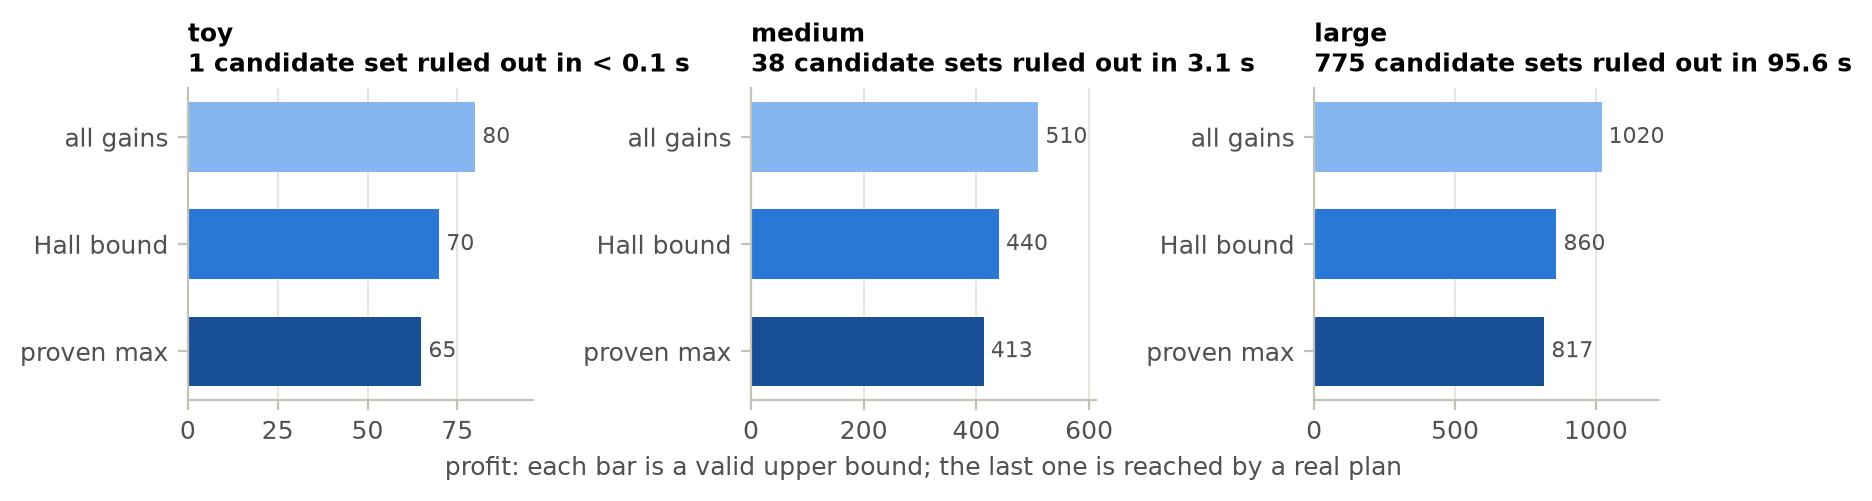 toy
1 candidate set ruled out in < 0.1 s
all gains
80
Hall bound
70
proven max
65
0 25 50 75
medium
38 candidate sets ruled out in 3.1 s
all gains
510
Hall bound
440
proven max
413
0 200 400 600
large
775 candidate sets ruled out in 95.6 s
all gains
1020
Hall bound
860
proven max
817
0 500 1000
profit: each bar is a valid upper bound; the last one is reached by a real plan